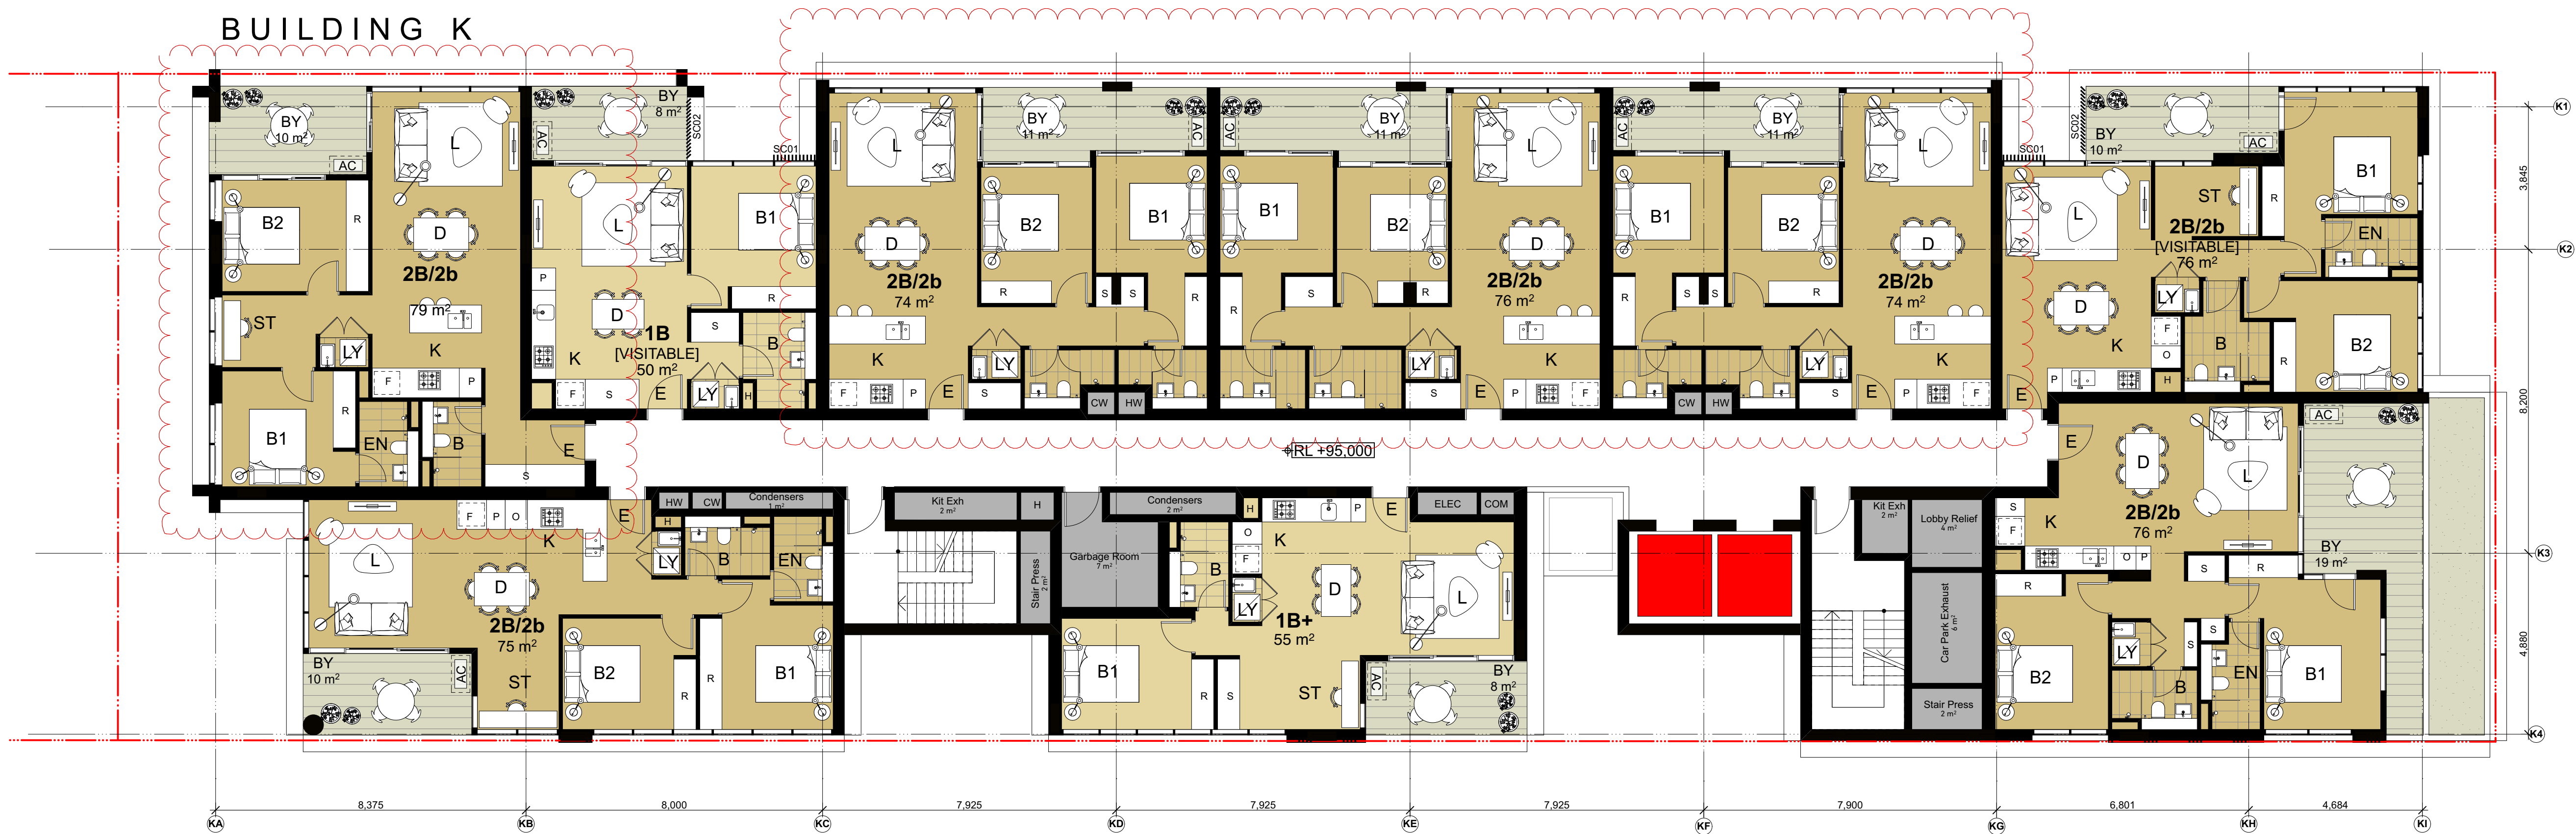 BUILDING K
BY
10 m²
AC
L
B2
R
D
2B/2b
79 m²
ST
LY
K
F
P
B1
R
EN
B
E
S
BY
8 m²
AC
SC02
SC01
L
B1
P
D
R
S
1B
[VISITABLE]
50 m²
K
B
F
S
E
LY
H
L
BY
11 m²
AC
D
B2
B1
2B/2b
74 m²
R
S
S
R
K
LY
F
P
E
S
CW
HW
AC
BY
11 m²
L
B1
B2
D
R
S
R
2B/2b
76 m²
LY
K
S
E
P
F
AC
BY
11 m²
L
B1
B2
D
R
S
S
R
2B/2b
74 m²
LY
K
CW
HW
S
E
P
F
SC02
BY
10 m²
AC
SC01
L
ST
R
B1
2B/2b
[VISITABLE]
76 m²
EN
D
LY
F
O
K
B
R
B2
E
P
H
RL +95,000
E
D
L
AC
S
F
K
2B/2b
76 m²
O
P
BY
19 m²
R
S
R
B2
LY
S
S
B
EN
B1
HW
CW
Condensers
1 m²
H
F
P
O
E
K
L
D
LY
B
EN
2B/2b
75 m²
BY
10 m²
AC
ST
B2
R
R
B1
Kit Exh
2 m²
H
Stair Press
2 m²
Garbage Room
7 m²
Condensers
2 m²
H
P
E
ELEC
COM
O
F
K
B
LY
D
L
1B+
55 m²
B1
R
S
ST
AC
BY
8 m²
Kit Exh
2 m²
Lobby Relief
4 m²
Car Park Exhaust
6 m²
Stair Press
2 m²
K1
3,845
K2
8,200
K3
4,880
K4
8,375
8,000
7,925
7,925
7,925
7,900
6,801
4,684
KA
KB
KC
KD
KE
KF
KG
KH
KI